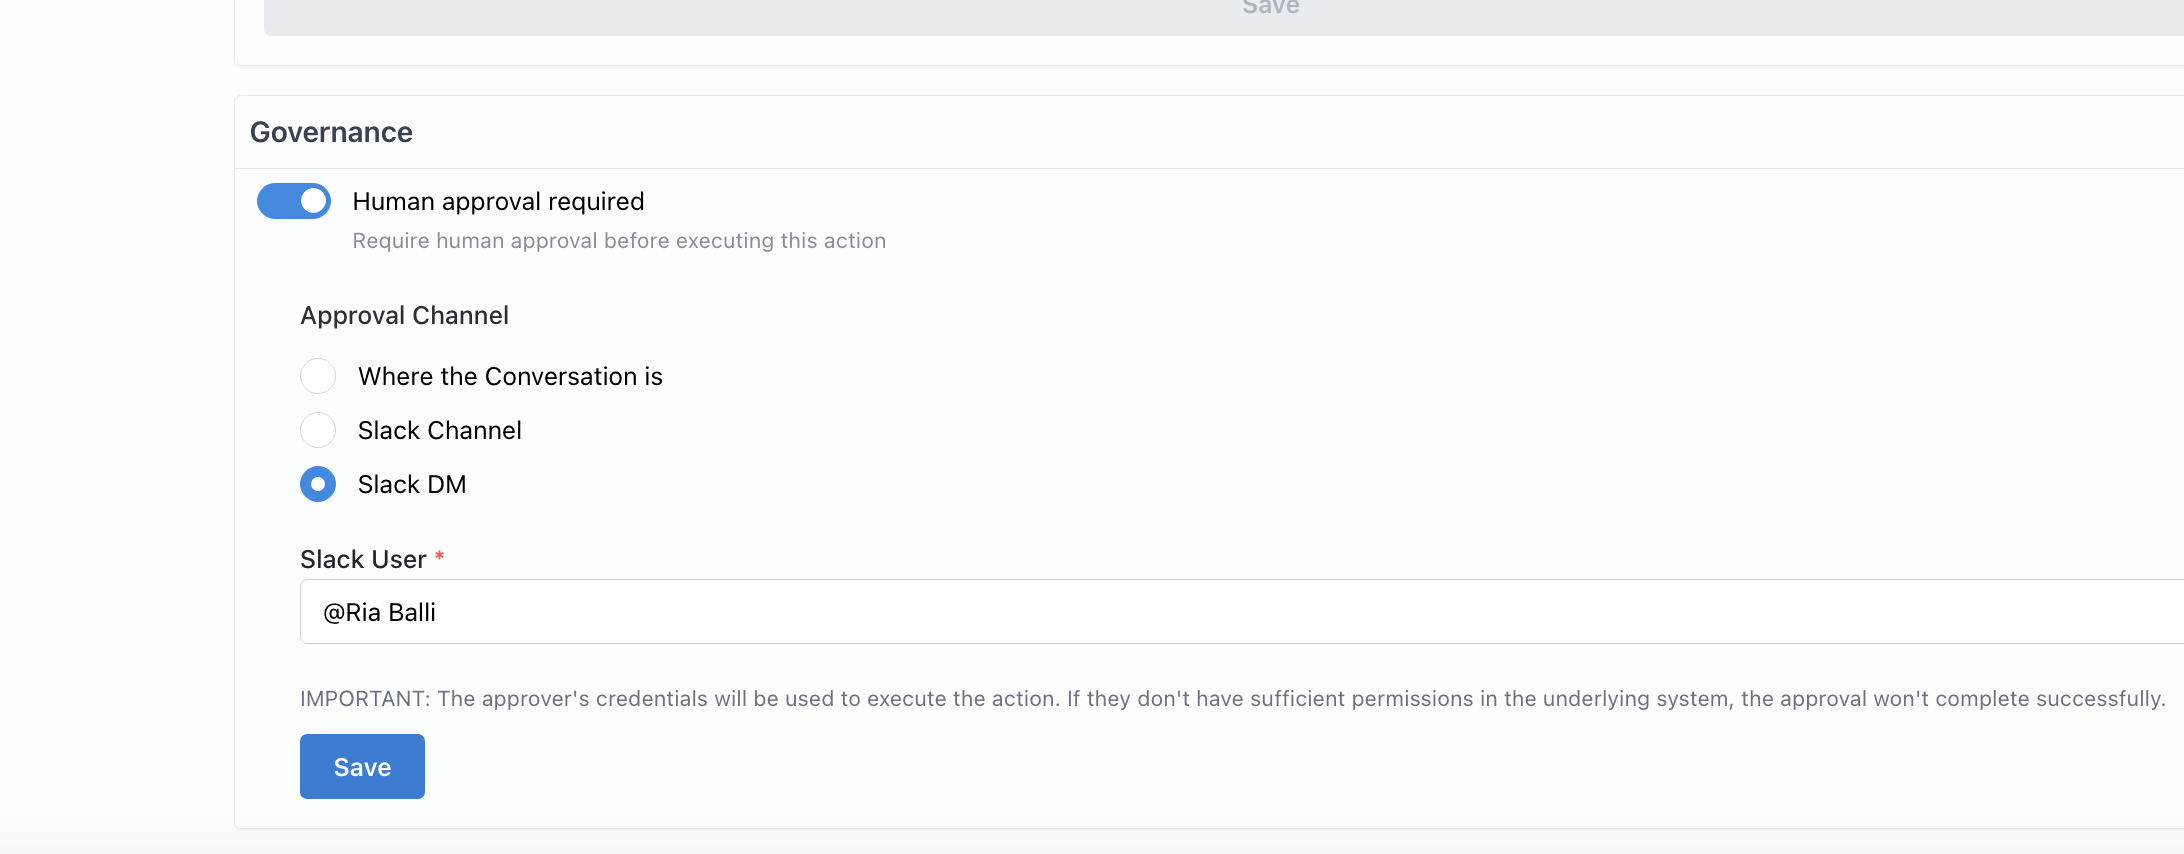 Save
Governance
Human approval required
Require human approval before executing this action
Approval Channel
Where the Conversation is
Slack Channel
Slack DM
Slack User *
@Ria Balli
IMPORTANT: The approver's credentials will be used to execute the action. If they don't have sufficient permissions in the underlying system, the approval won't complete successfully.
Save